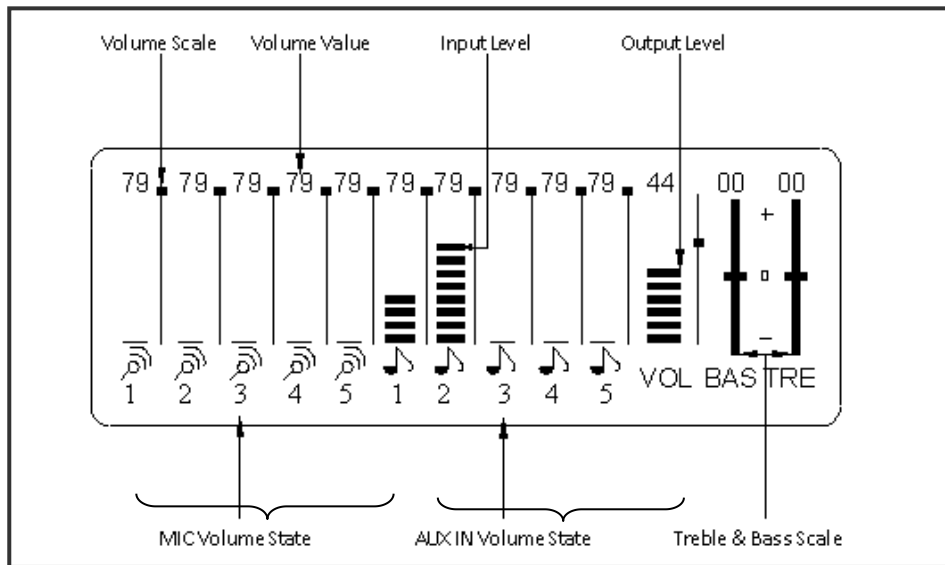 Volume Scale Volume Value Input Level Output Level
79 79 79 79 79 79 79 79 79 79 44 00 00
+
0
−
VOL BAS TRE
1 2 3 4 5 1 2 3 4 5
MIC Volume State AUX IN Volume State Treble & Bass Scale